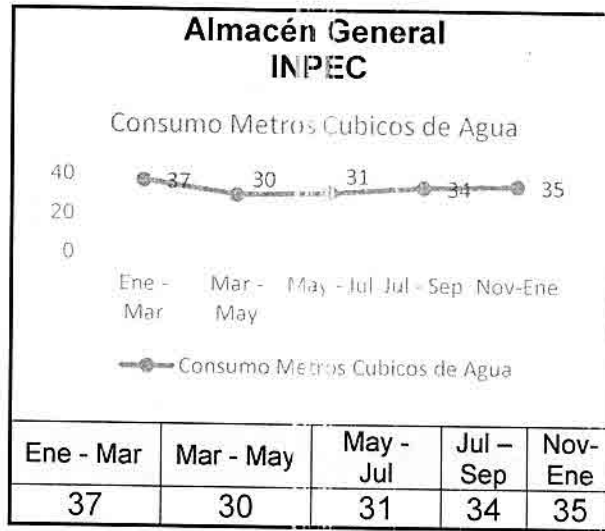 Almacén General
INPEC
Consumo Metros Cubicos de Agua
40
20
0
37 30 31 34 35
Ene - Mar - May - Jul Jul - Sep Nov-Ene
Mar May
Consumo Metros Cubicos de Agua
Ene - Mar Mar - May May - Jul – Nov-
Jul Sep Ene
37 30 31 34 35